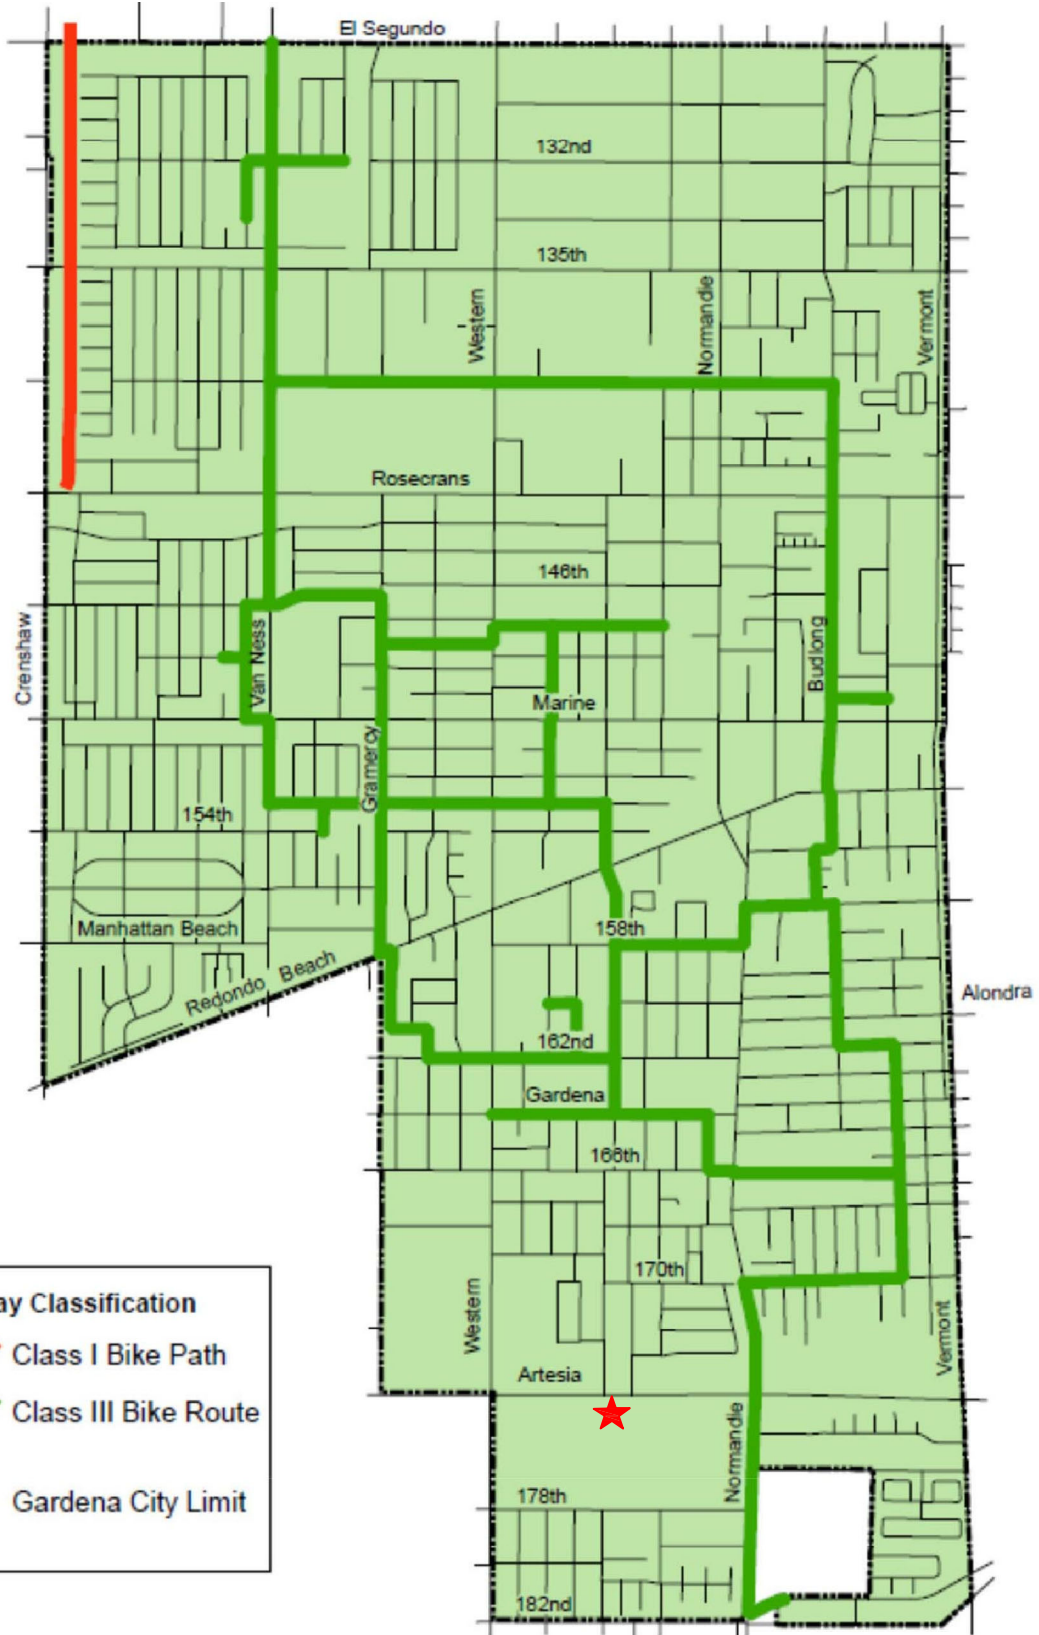 El Segundo
132nd
135th
Western
Normandie
Vermont
Rosecrans
146th
Crenshaw
Van Ness
Budlong
Marine
Gramercy
154th
Manhattan Beach
158th
Redondo Beach
Alondra
162nd
Gardena
166th
170th
Western
Vermont
Artesia
Normandie
178th
182nd
ay Classification
Class I Bike Path
Class III Bike Route
Gardena City Limit